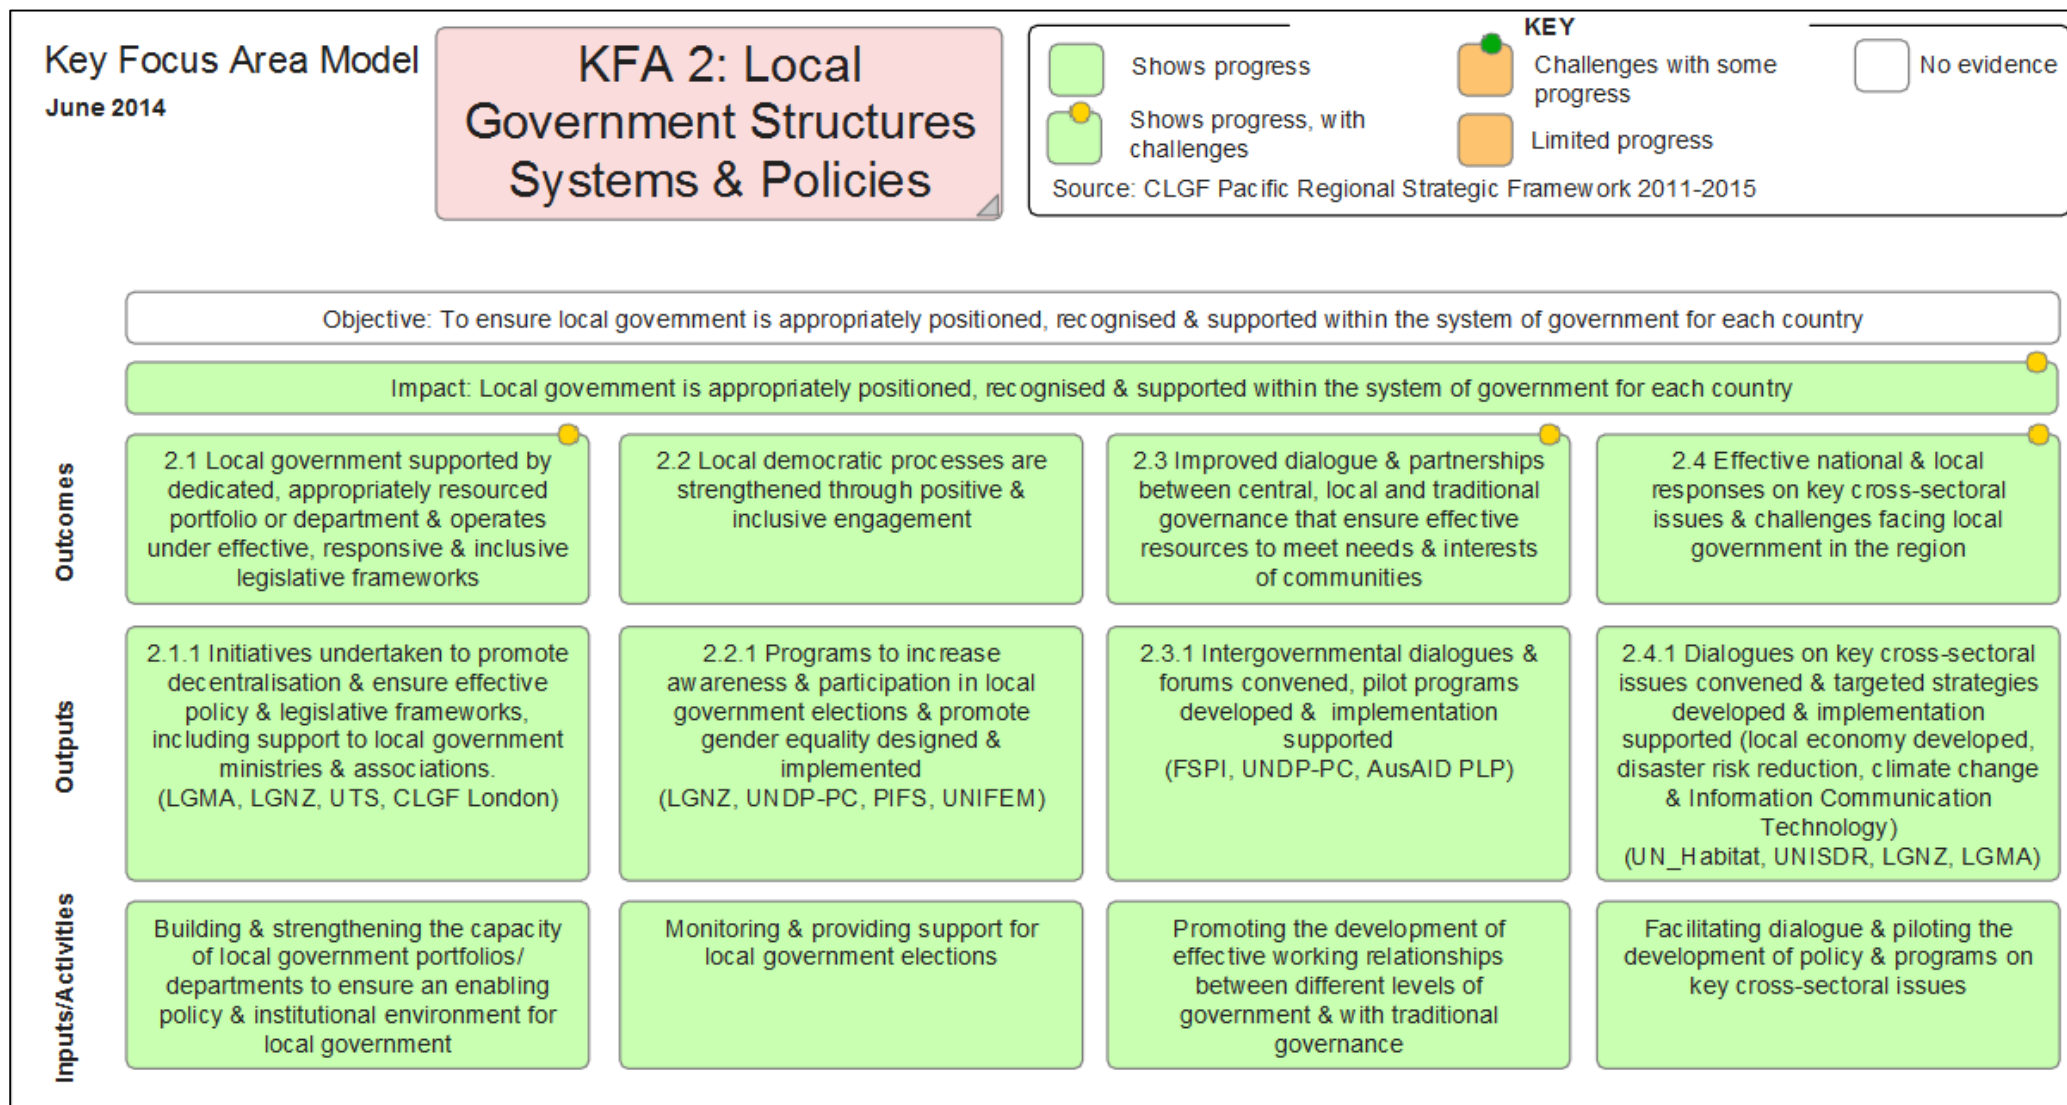 Key Focus Area Model
June 2014
KFA 2: Local
Government Structures
Systems & Policies
KEY
Shows progress
Shows progress, with
challenges
Challenges with some
progress
Limited progress
No evidence
Source: CLGF Pacific Regional Strategic Framework 2011-2015
Objective: To ensure local government is appropriately positioned, recognised & supported within the system of government for each country
Impact: Local government is appropriately positioned, recognised & supported within the system of government for each country
Outcomes
2.1 Local government supported by
dedicated, appropriately resourced
portfolio or department & operates
under effective, responsive & inclusive
legislative frameworks
2.2 Local democratic processes are
strengthened through positive &
inclusive engagement
2.3 Improved dialogue & partnerships
between central, local and traditional
governance that ensure effective
resources to meet needs & interests
of communities
2.4 Effective national & local
responses on key cross-sectoral
issues & challenges facing local
government in the region
Outputs
2.1.1 Initiatives undertaken to promote
decentralisation & ensure effective
policy & legislative frameworks,
including support to local government
ministries & associations.
(LGMA, LGNZ, UTS, CLGF London)
2.2.1 Programs to increase
awareness & participation in local
government elections & promote
gender equality designed &
implemented
(LGNZ, UNDP-PC, PIFS, UNIFEM)
2.3.1 Intergovernmental dialogues &
forums convened, pilot programs
developed & implementation
supported
(FSPI, UNDP-PC, AusAID PLP)
2.4.1 Dialogues on key cross-sectoral
issues convened & targeted strategies
developed & implementation
supported (local economy developed,
disaster risk reduction, climate change
& Information Communication
Technology)
(UN_Habitat, UNISDR, LGNZ, LGMA)
Inputs/Activities
Building & strengthening the capacity
of local government portfolios/
departments to ensure an enabling
policy & institutional environment for
local government
Monitoring & providing support for
local government elections
Promoting the development of
effective working relationships
between different levels of
government & with traditional
governance
Facilitating dialogue & piloting the
development of policy & programs on
key cross-sectoral issues